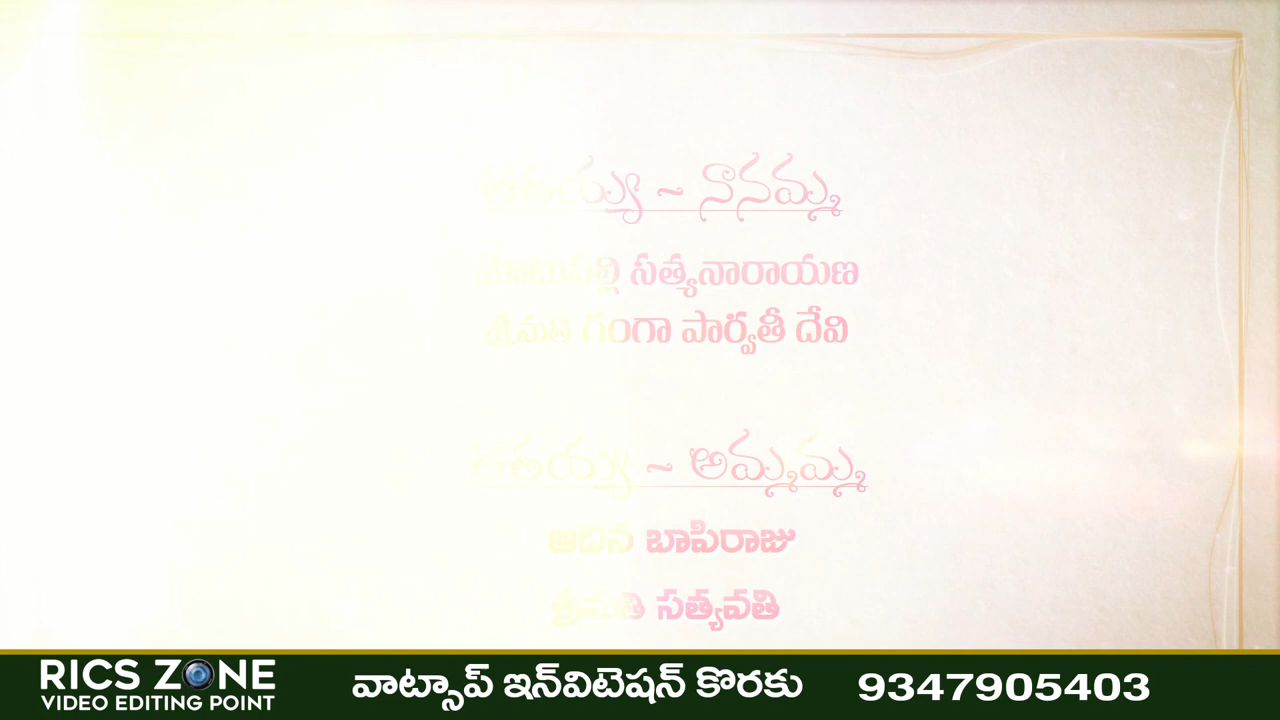 తాతయ్య ~ నానమ్మ
సత్యనారాయణ
శ్రీమతి గంగా పార్వతీ దేవి
తాతయ్య ~ అమ్మమ్మ
అదిన బాపిరాజు
శ్రీమతి సత్యవతి
RICS ZONE
VIDEO EDITING POINT
వాట్సాప్ ఇన్‌విటెషన్ కొరకు
9347905403